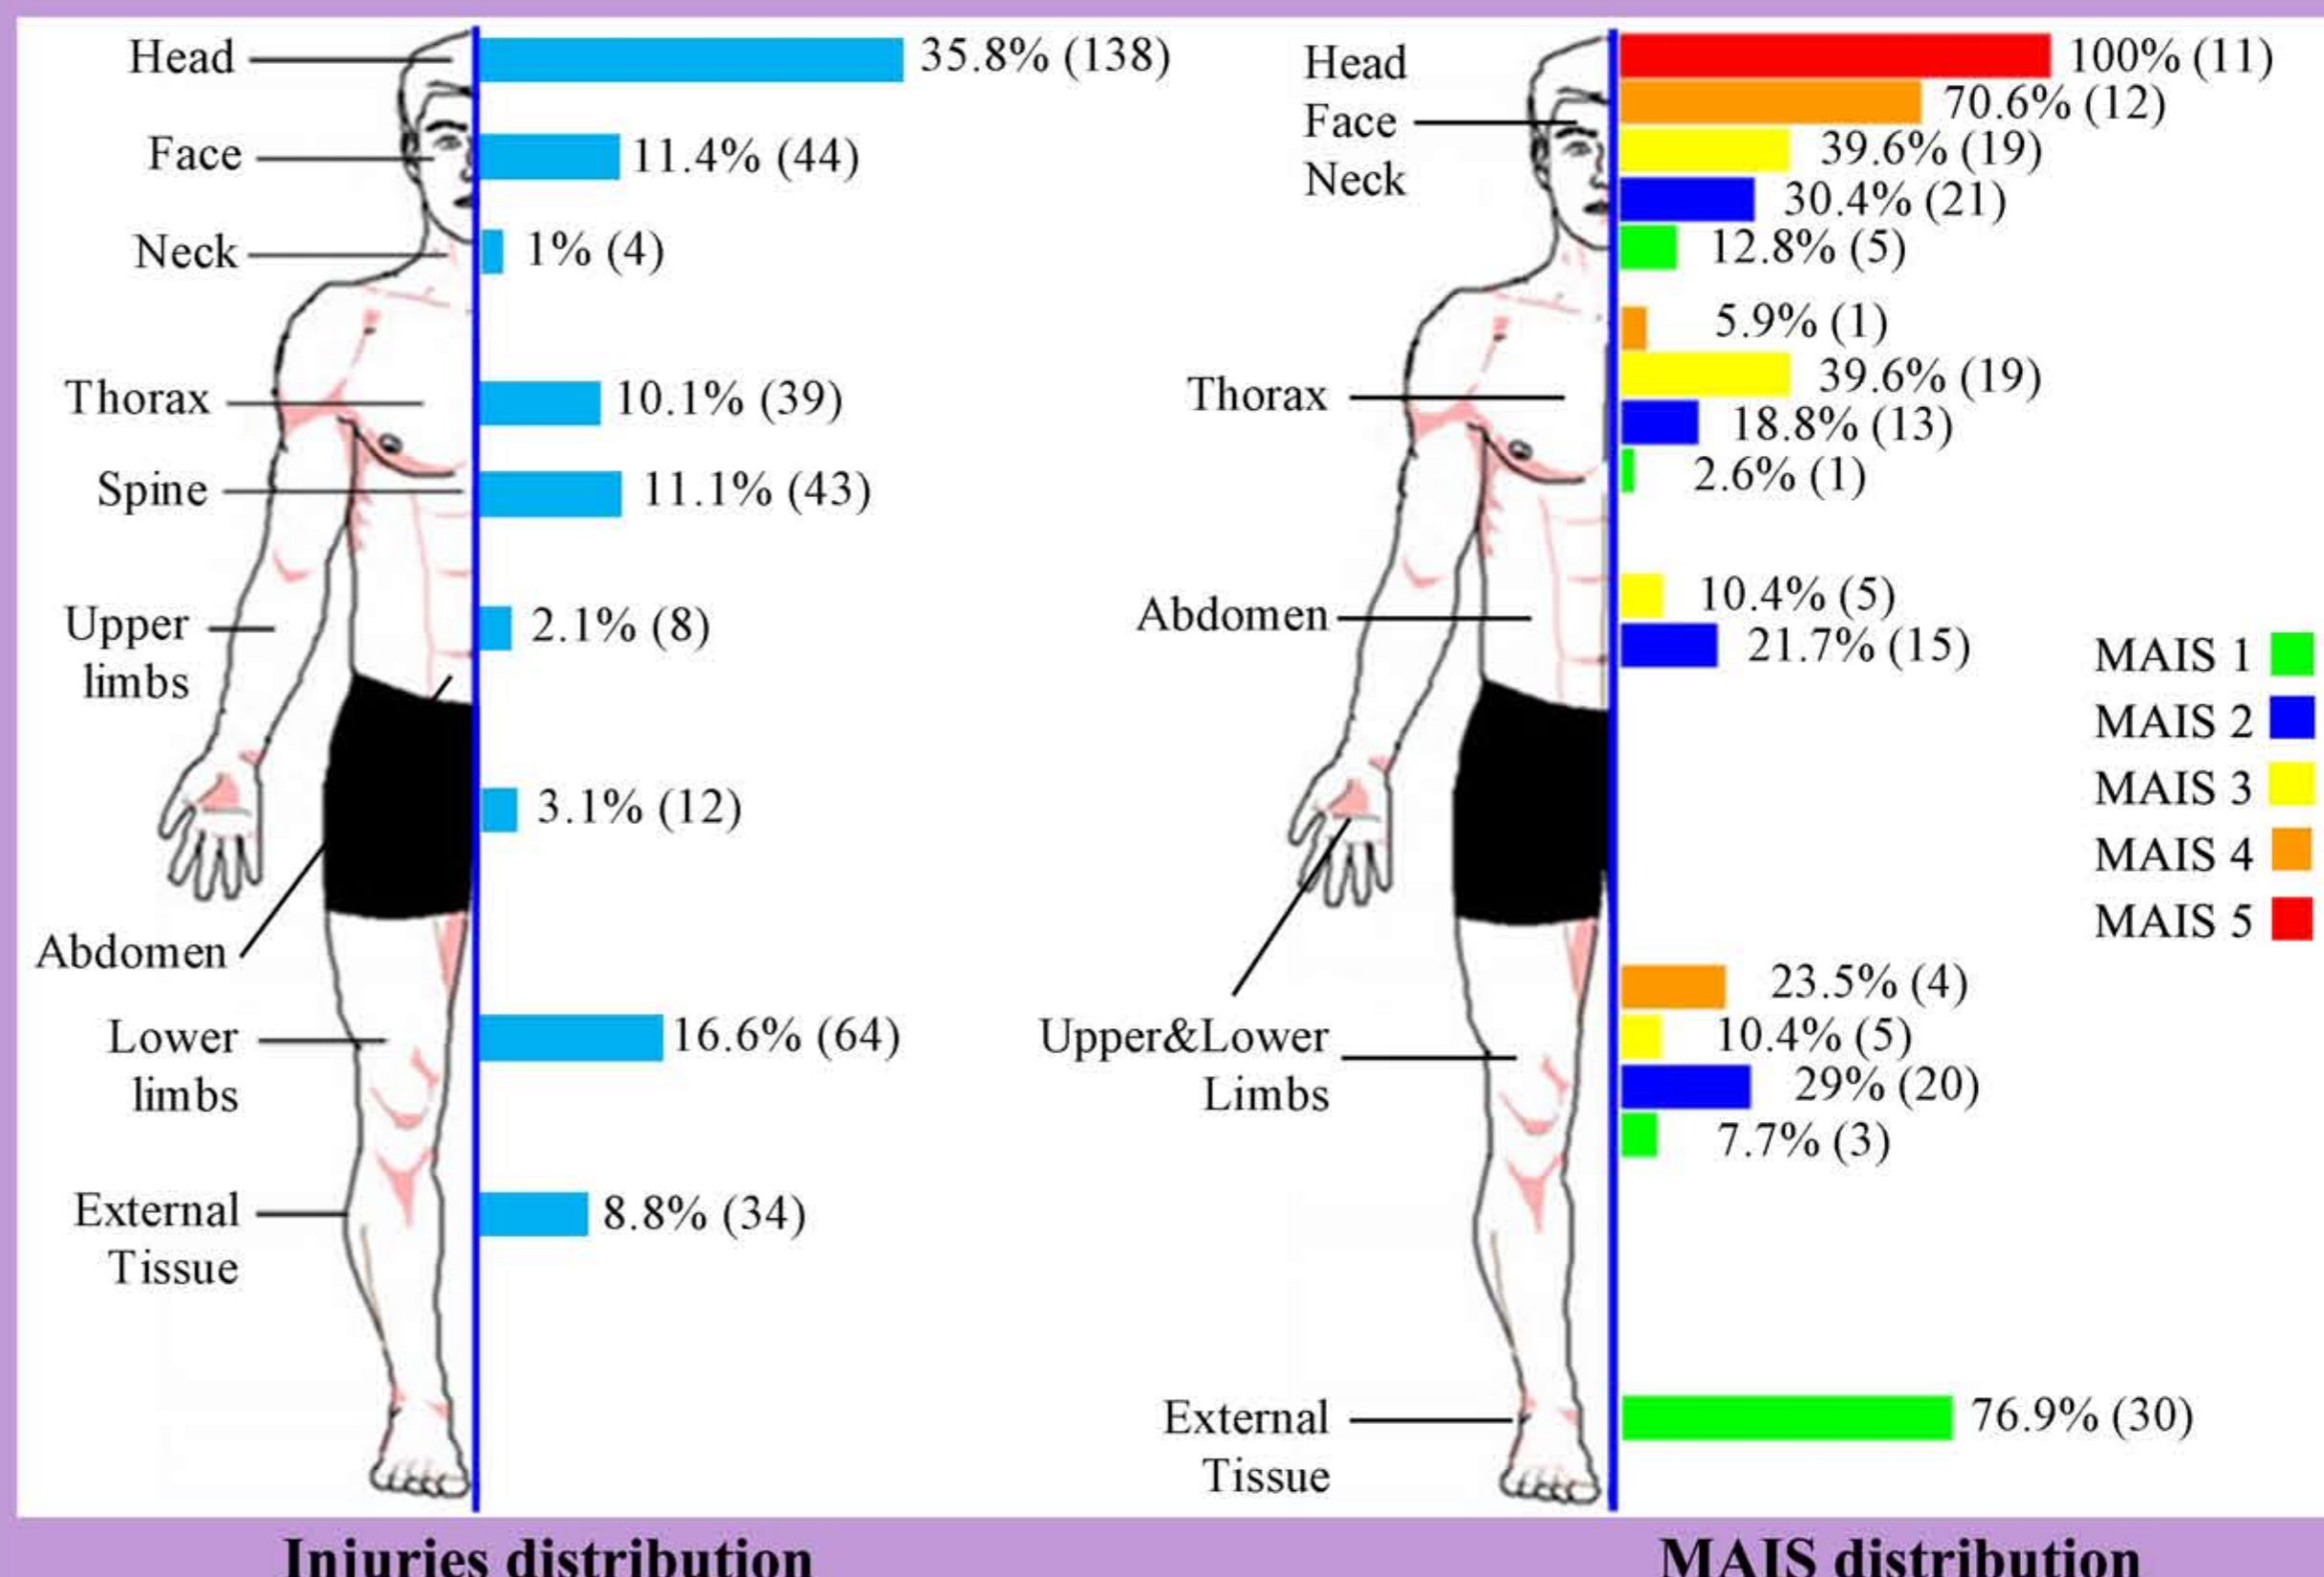 Head
35.8% (138)
Face
11.4% (44)
Neck
1% (4)
Thorax
10.1% (39)
Spine
11.1% (43)
Upper
limbs
2.1% (8)
3.1% (12)
Abdomen
Lower
limbs
16.6% (64)
External
Tissue
8.8% (34)
Injuries distribution
Head
Face
Neck
100% (11)
70.6% (12)
39.6% (19)
30.4% (21)
12.8% (5)
Thorax
5.9% (1)
39.6% (19)
18.8% (13)
2.6% (1)
Abdomen
10.4% (5)
21.7% (15)
MAIS 1
MAIS 2
MAIS 3
MAIS 4
MAIS 5
Upper&Lower
Limbs
23.5% (4)
10.4% (5)
29% (20)
7.7% (3)
External
Tissue
76.9% (30)
MAIS distribution